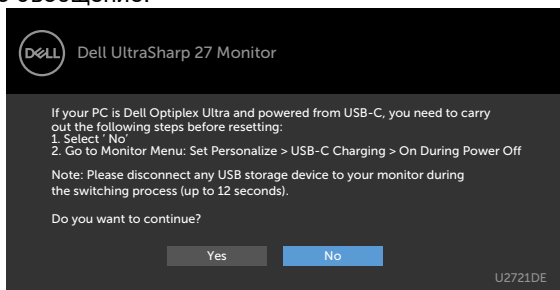 DELL
Dell UltraSharp 27 Monitor
If your PC is Dell Optiplex Ultra and powered from USB-C, you need to carry
out the following steps before resetting:
1. Select ‘ No’
2. Go to Monitor Menu: Set Personalize > USB-C Charging > On During Power Off
Note: Please disconnect any USB storage device to your monitor during
the switching process (up to 12 seconds).
Do you want to continue?
Yes No
U2721DE